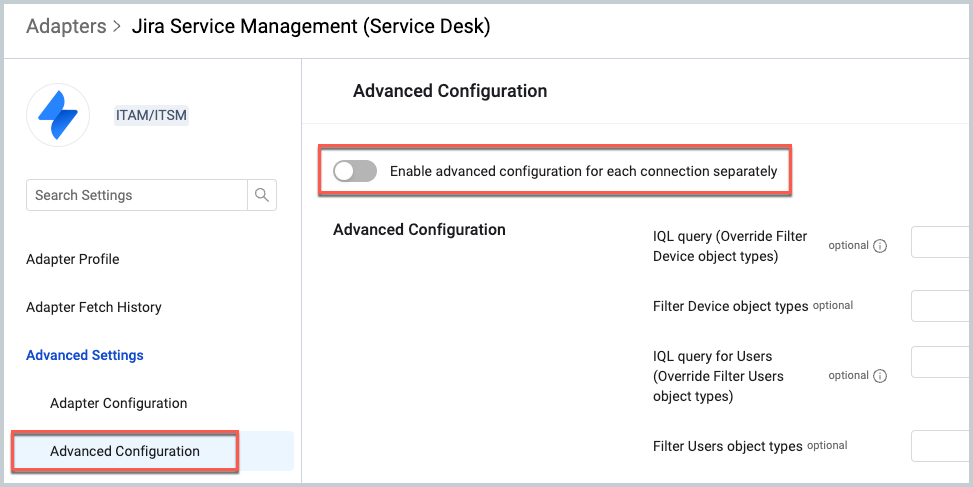 Adapters > Jira Service Management (Service Desk)
ITAM/ITSM
Search Settings
Adapter Profile
Adapter Fetch History
Advanced Settings
Adapter Configuration
Advanced Configuration
Advanced Configuration
Enable advanced configuration for each connection separately
Advanced Configuration
IQL query (Override Filter
Device object types)
optional
Filter Device object types optional
IQL query for Users
(Override Filter Users
object types)
optional
Filter Users object types optional